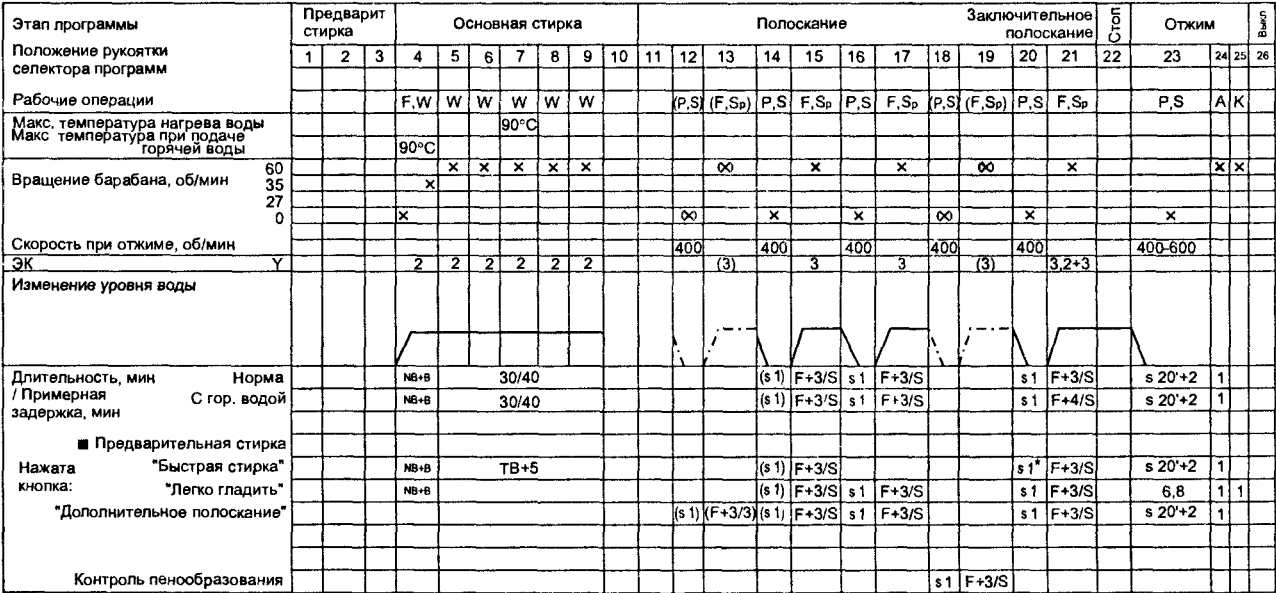 Этап программы Предварит стирка Основная стирка Полоскание Заключительное полоскание Стоп Отжим Выкл
Положение рукоятки селектора программ 1 2 3 4 5 6 7 8 9 10 11 12 13 14 15 16 17 18 19 20 21 22 23 24 25 26
Рабочие операции F,W W W W W W (P,S) (F,Sp) P,S F,Sp P,S F,Sp (P,S) (F,Sp) P,S F,Sp P,S A K
Макс. температура нагрева воды 90°C
Макс температура при подаче
горячей воды 90°C
Вращение барабана, об/мин 60 × × × × × ∞ × × ∞ × × ×
35 ×
27
0 × ∞ × × ∞ × ×
Скорость при отжиме, об/мин 400 400 400 400 400 400-600
ЭК Y 2 2 2 2 2 2 (3) 3 3 (3) 3,2+3
Изменение уровня воды
Длительность, мин Норма NB+B 30/40 (s 1) F+3/S s 1 F+3/S s 1 F+3/S s 20'+2 1
/ Примерная задержка, мин С гор. водой NB+B 30/40 (s 1) F+3/S s 1 F+3/S s 1 F+4/S s 20'+2 1
■ Предварительная стирка
Нажата кнопка: "Быстрая стирка" NB+B TB+5 (s 1) F+3/S s 1* F+3/S s 20'+2 1
"Легко гладить" NB+B (s 1) F+3/S s 1 F+3/S s 1 F+3/S 6,8 1 1
"Дополнительное полоскание" (s 1) (F+3/3) (s 1) F+3/S s 1 F+3/S s 1 F+3/S s 20'+2 1
Контроль пенообразования s 1 F+3/S